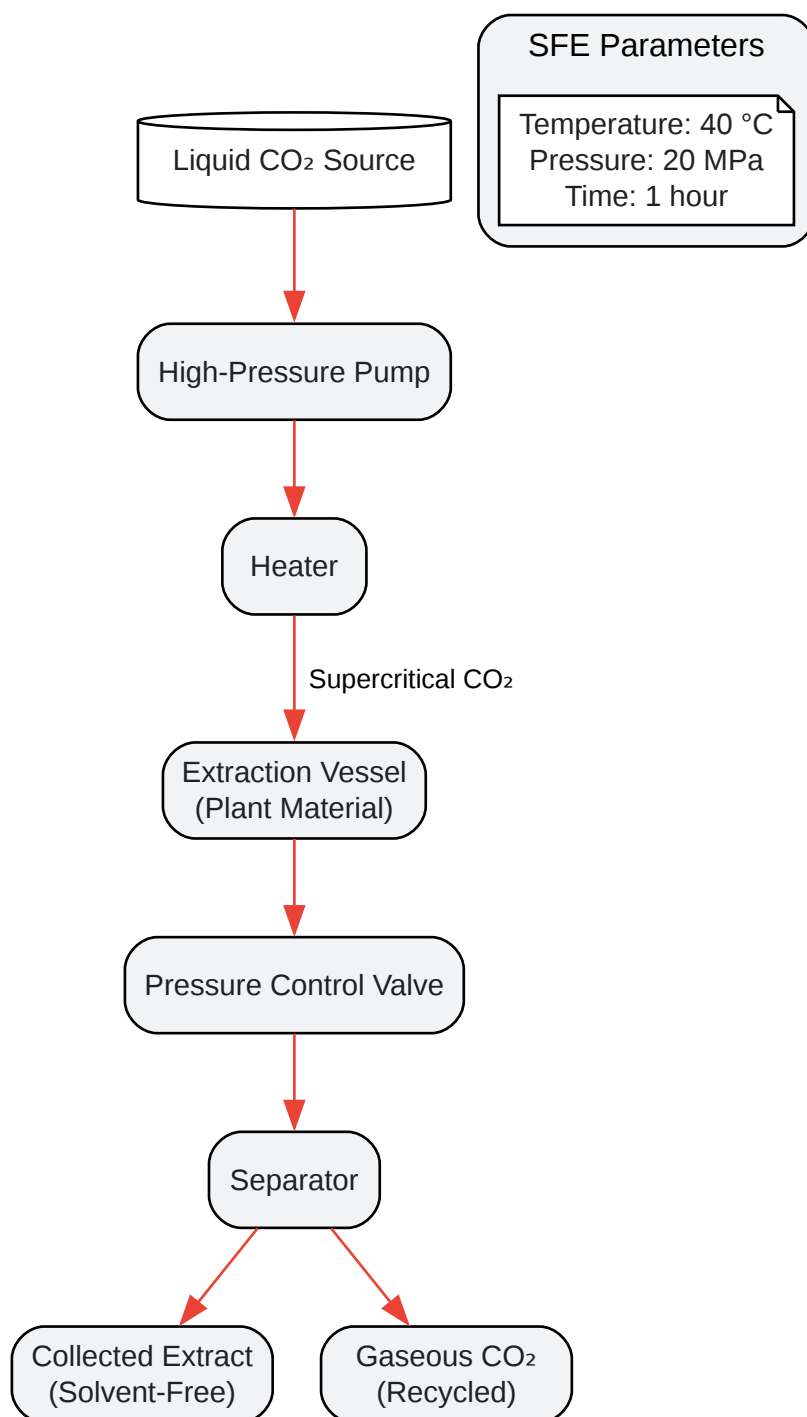 SFE Parameters
Temperature: 40 °C
Pressure: 20 MPa
Time: 1 hour
Liquid CO₂ Source
High-Pressure Pump
Heater
Supercritical CO₂
Extraction Vessel
(Plant Material)
Pressure Control Valve
Separator
Collected Extract
(Solvent-Free)
Gaseous CO₂
(Recycled)